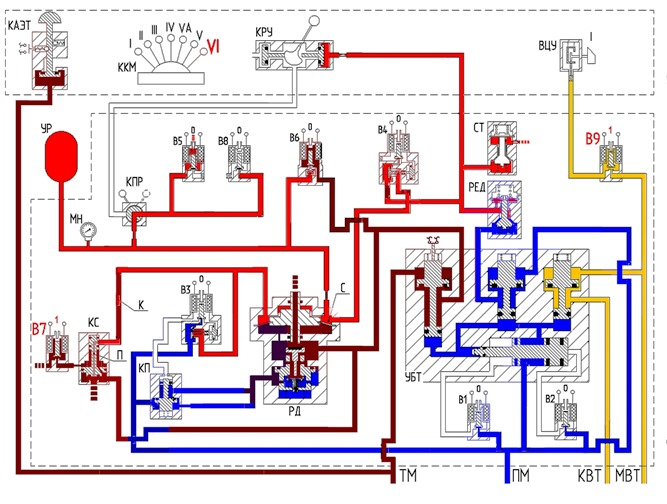 КАЭТ
I II III IV VA V VI
ККМ
КРУ
ВЦУ
I
УР
В5 0
В8 0
В6 0
В4 0
СТ
В9 1
КПР
РЕД
МН
С
К
В7 1
КС
В3 0
П
КП
РД
УБТ
В1 0
В2 0
ТМ ПМ КВТ МВТ